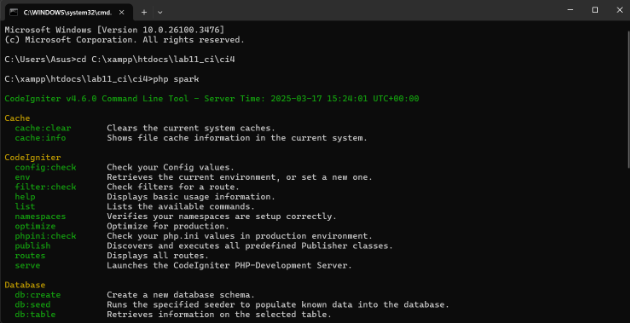 C:\WINDOWS\system32\cmd.
Microsoft Windows [Version 10.0.26100.3476]
(c) Microsoft Corporation. All rights reserved.
C:\Users\Asus>cd C:\xampp\htdocs\lab11_ci\ci4
C:\xampp\htdocs\lab11_ci\ci4>php spark
CodeIgniter v4.6.0 Command Line Tool - Server Time: 2025-03-17 15:24:01 UTC+00:00
Cache
cache:clear Clears the current system caches.
cache:info Shows file cache information in the current system.
CodeIgniter
config:check Check your Config values.
env Retrieves the current environment, or set a new one.
filter:check Check filters for a route.
help Displays basic usage information.
list Lists the available commands.
namespaces Verifies your namespaces are setup correctly.
optimize Optimize for production.
phpini:check Check your php.ini values in production environment.
publish Discovers and executes all predefined Publisher classes.
routes Displays all routes.
serve Launches the CodeIgniter PHP-Development Server.
Database
db:create Create a new database schema.
db:seed Runs the specified seeder to populate known data into the database.
db:table Retrieves information on the selected table.